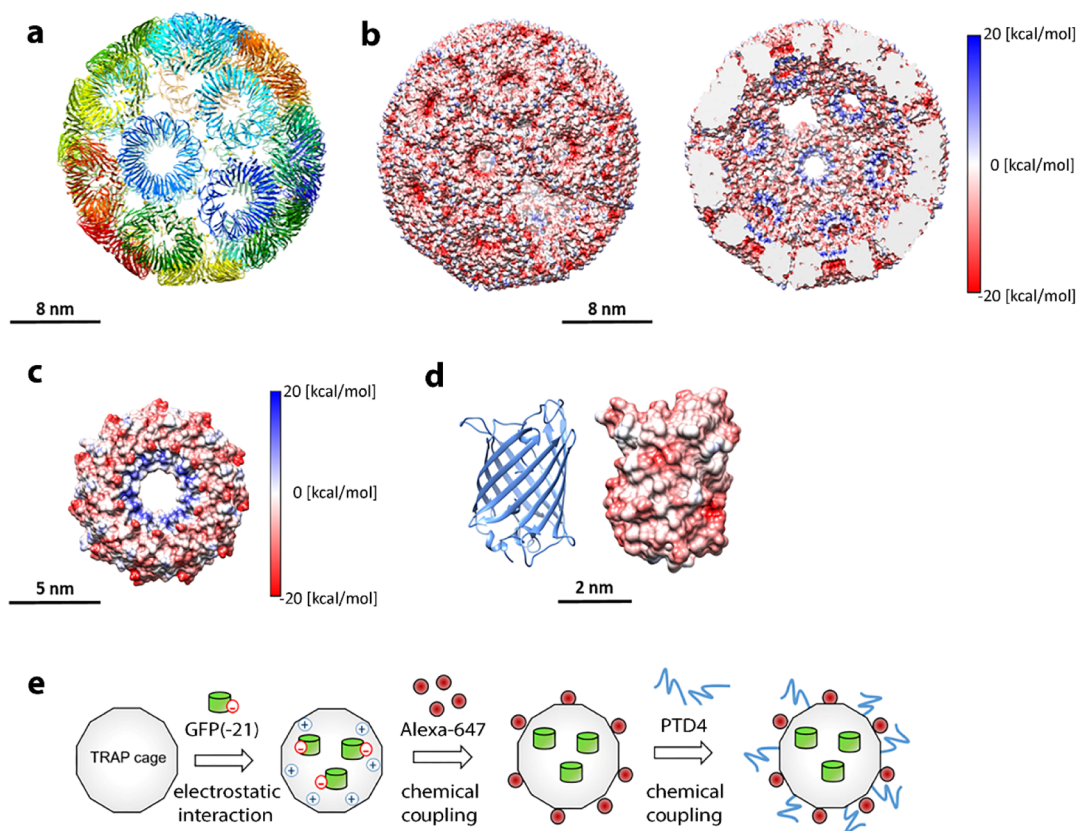 a
b
20 [kcal/mol]
0 [kcal/mol]
-20 [kcal/mol]
8 nm
8 nm
c
20 [kcal/mol]
0 [kcal/mol]
-20 [kcal/mol]
5 nm
d
2 nm
e
TRAP cage
GFP(-21)
electrostatic
interaction
+
+
+
+
+
+
-
-
-
-
Alexa-647
chemical
coupling
PTD4
chemical
coupling